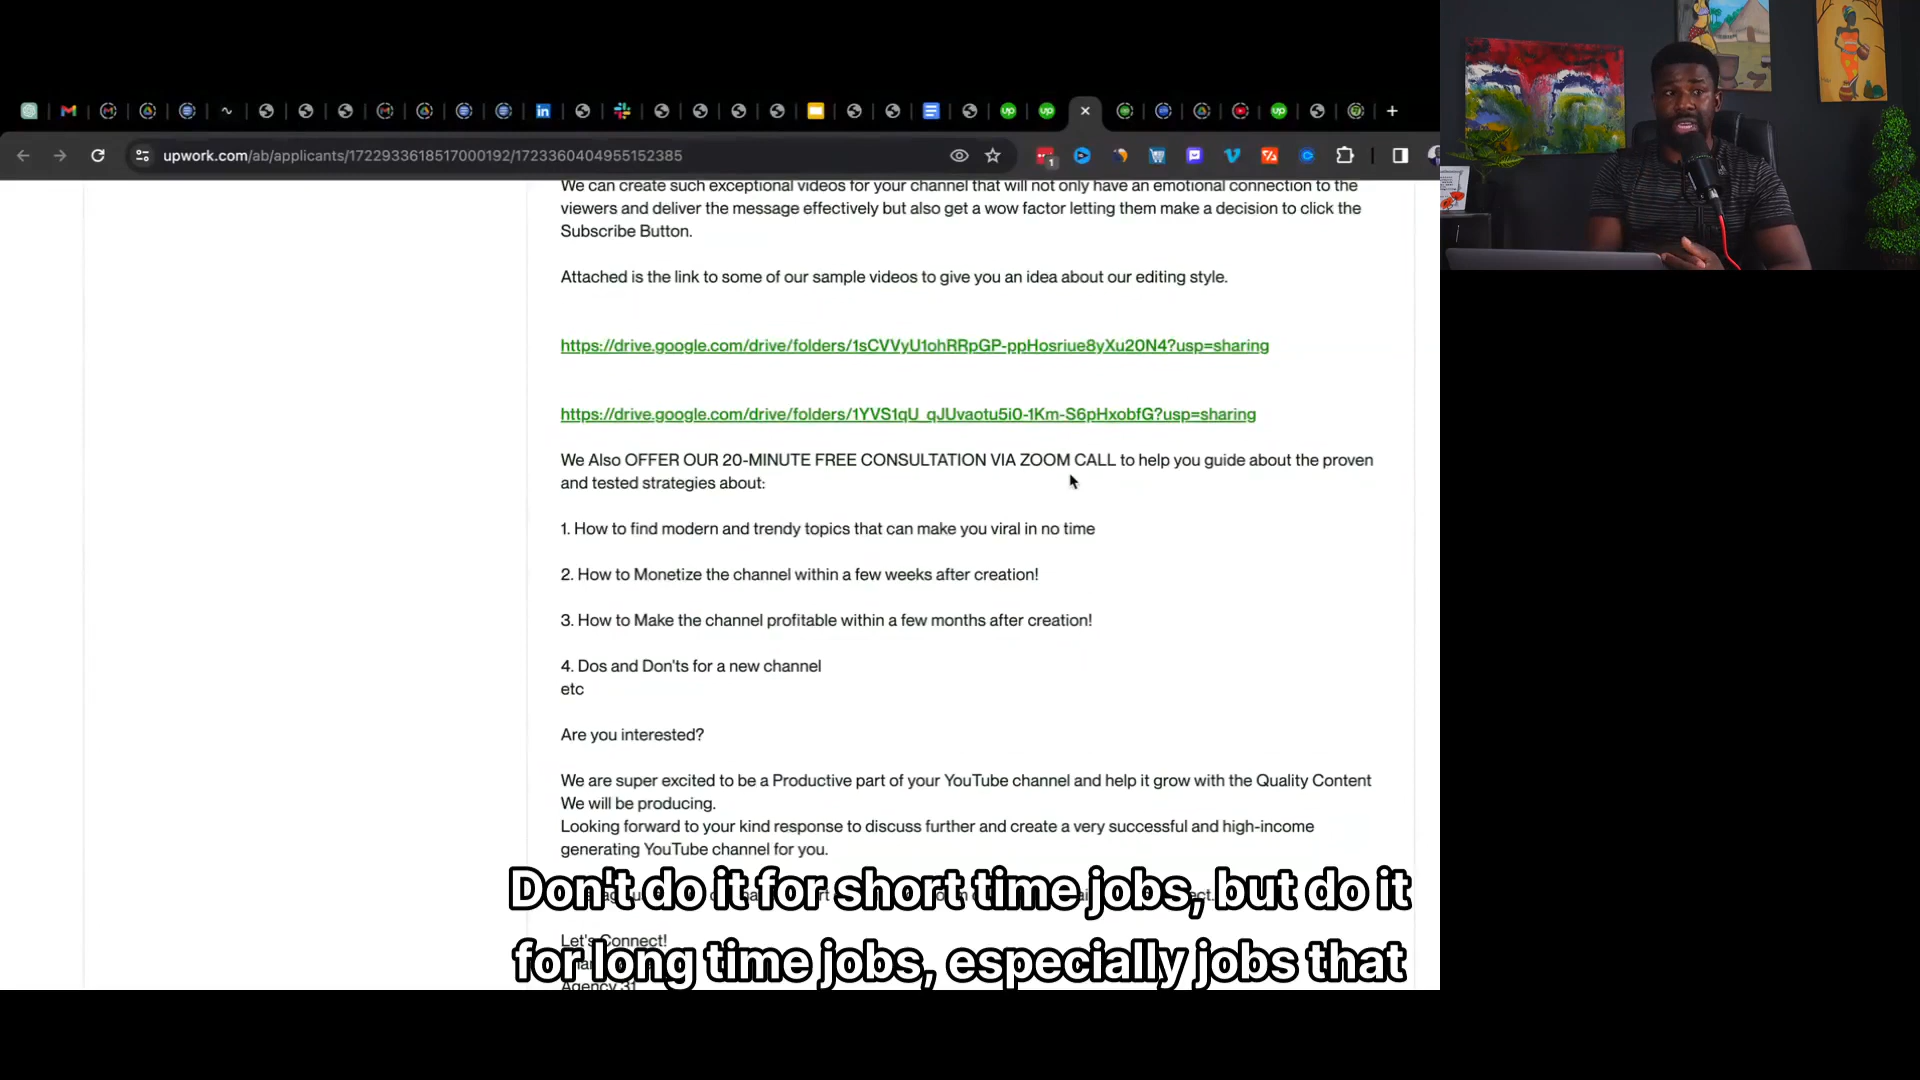 upwork.com/ab/applicants/1722933618517000192/1723360404955152385
We can create such exceptional videos for your channel that will not only have an emotional connection to the
viewers and deliver the message effectively but also get a wow factor letting them make a decision to click the
Subscribe Button.
Attached is the link to some of our sample videos to give you an idea about our editing style.
https://drive.google.com/drive/folders/1sCVVyU1ohRRpGP-ppHosriue8yXu20N4?usp=sharing
https://drive.google.com/drive/folders/1YVS1qU_qJUvaotu5i0-1Km-S6pHxobfG?usp=sharing
We Also OFFER OUR 20-MINUTE FREE CONSULTATION VIA ZOOM CALL to help you guide about the proven
and tested strategies about:
1. How to find modern and trendy topics that can make you viral in no time
2. How to Monetize the channel within a few weeks after creation!
3. How to Make the channel profitable within a few months after creation!
4. Dos and Don'ts for a new channel
etc
Are you interested?
We are super excited to be a Productive part of your YouTube channel and help it grow with the Quality Content
We will be producing.
Looking forward to your kind response to discuss further and create a very successful and high-income
generating YouTube channel for you.
Don't do it for short time jobs, but do it
Let's Connect!
for long time jobs, especially jobs that
Agency 31